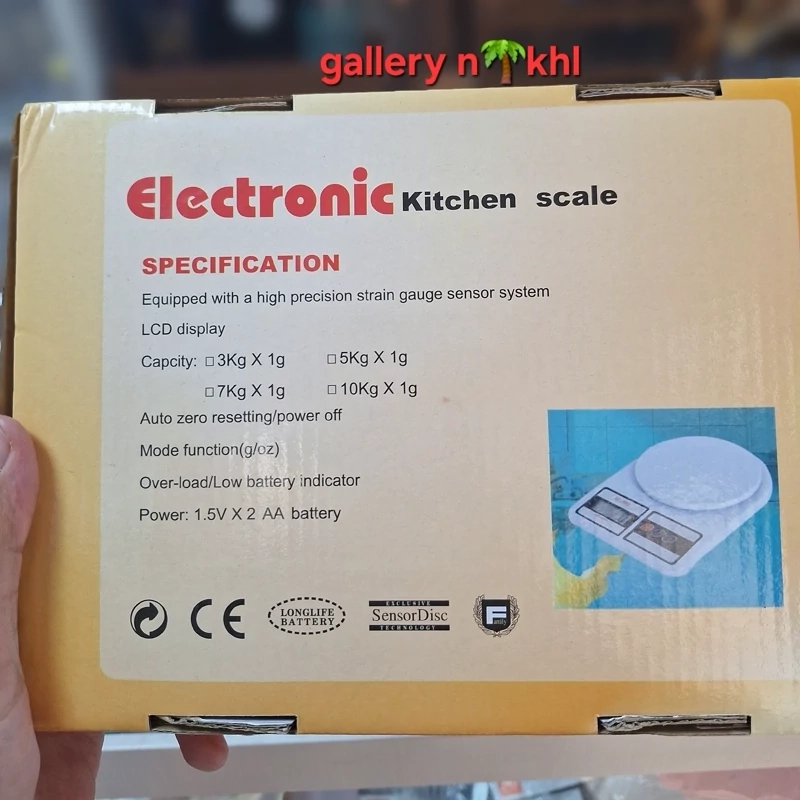 gallery n🌴khl
Electronic Kitchen scale
SPECIFICATION
Equipped with a high precision strain gauge sensor system
LCD display
Capcity: □3Kg X 1g □5Kg X 1g
□7Kg X 1g □10Kg X 1g
Auto zero resetting/power off
Mode function(g/oz)
Over-load/Low battery indicator
Power: 1.5V X 2 AA battery
CE
LONGLIFE
BATTERY
EXCLUSIVE
SensorDisc
TECHNOLOGY
Family